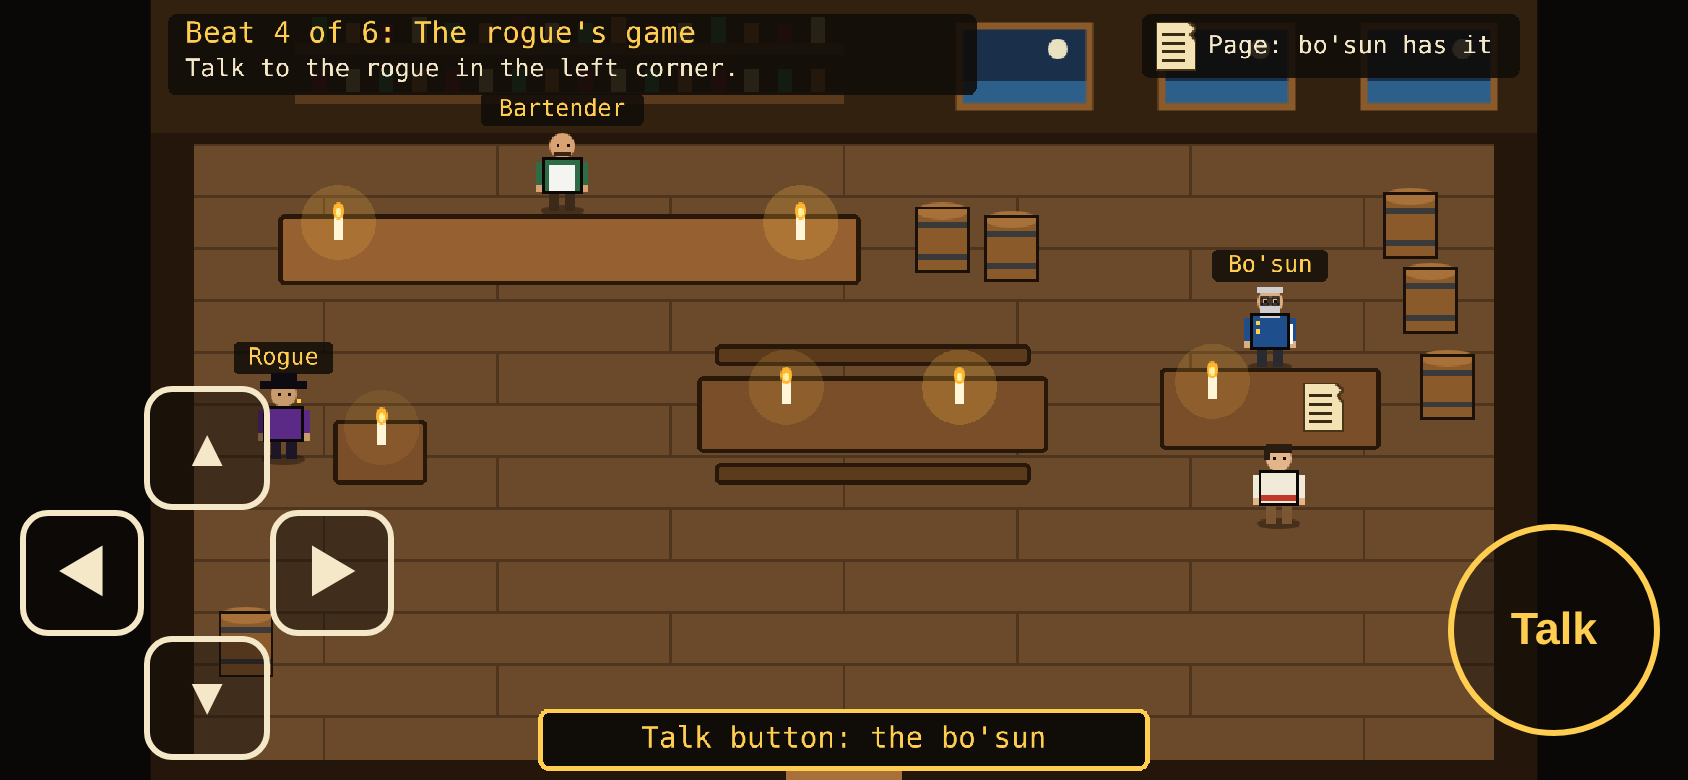 Beat 4 of 6: The rogue's game
Talk to the rogue in the left corner.
Page: bo'sun has it
Bartender
Bo'sun
Rogue
Talk
Talk button: the bo'sun